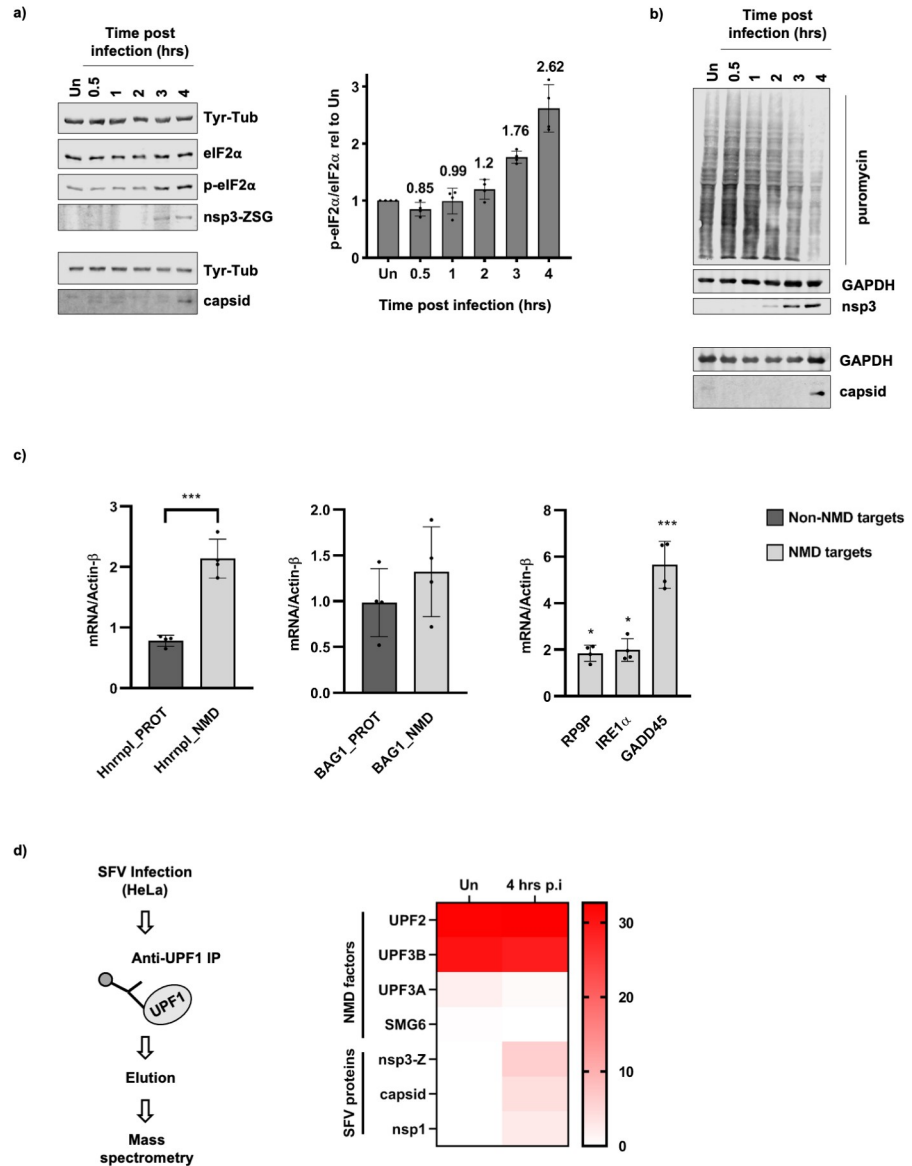 a)
Time post
infection (hrs)
Un 0.5 1 2 3 4
Tyr-Tub
eIF2α
p-eIF2α
nsp3-ZSG
Tyr-Tub
capsid
p-eIF2α/eIF2α rel to Un
3
2
1
0
0.85
0.99
1.2
1.76
2.62
Un 0.5 1 2 3 4
Time post infection (hrs)
b)
Time post
infection (hrs)
Un 0.5 1 2 3 4
puromycin
GAPDH
nsp3
GAPDH
capsid
c)
mRNA/Actin-β
3
2
1
0
***
Hnrnpl_PROT
Hnrnpl_NMD
mRNA/Actin-β
2.0
1.5
1.0
0.5
0.0
BAG1_PROT
BAG1_NMD
mRNA/Actin-β
8
6
4
2
0
* * ***
RP9P
IRE1α
GADD45
Non-NMD targets
NMD targets
d)
SFV Infection
(HeLa)
Anti-UPF1 IP
UPF1
Elution
Mass
spectrometry
Un 4 hrs p.i
NMD factors
UPF2
UPF3B
UPF3A
SMG6
SFV proteins
nsp3-Z
capsid
nsp1
30
20
10
0